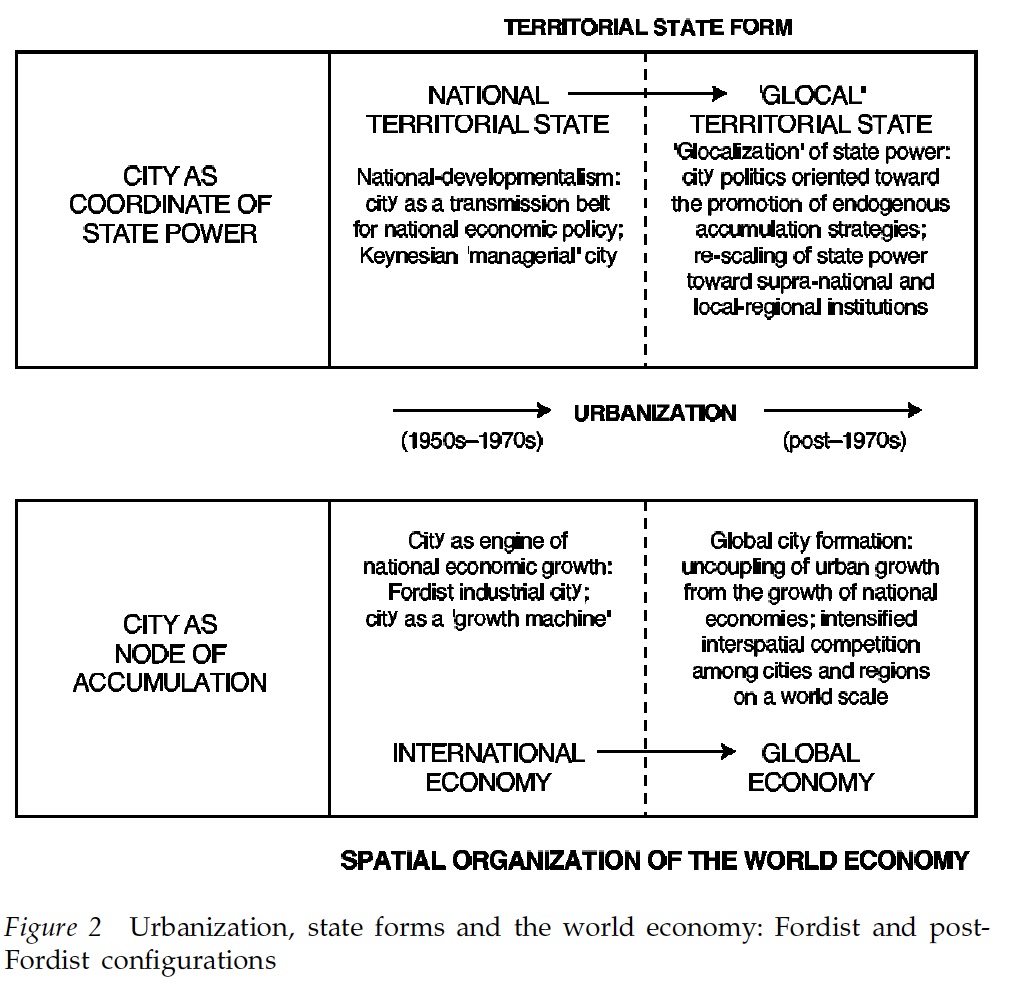 TERRITORIAL STATE FORM
CITY AS
COORDINATE OF
STATE POWER
NATIONAL
TERRITORIAL STATE
National-developmentalism:
city as a transmission belt
for national economic policy;
Keynesian 'managerial' city
'GLOCAL'
TERRITORIAL STATE
'Glocalization' of state power:
city politics oriented toward
the promotion of endogenous
accumulation strategies;
re-scaling of state power
toward supra-national and
local-regional institutions
URBANIZATION
(1950s–1970s)
(post–1970s)
CITY AS
NODE OF
ACCUMULATION
City as engine of
national economic growth:
Fordist industrial city;
city as a 'growth machine'
INTERNATIONAL
ECONOMY
Global city formation:
uncoupling of urban growth
from the growth of national
economies; intensified
interspatial competition
among cities and regions
on a world scale
GLOBAL
ECONOMY
SPATIAL ORGANIZATION OF THE WORLD ECONOMY
Figure 2 Urbanization, state forms and the world economy: Fordist and post-
Fordist configurations